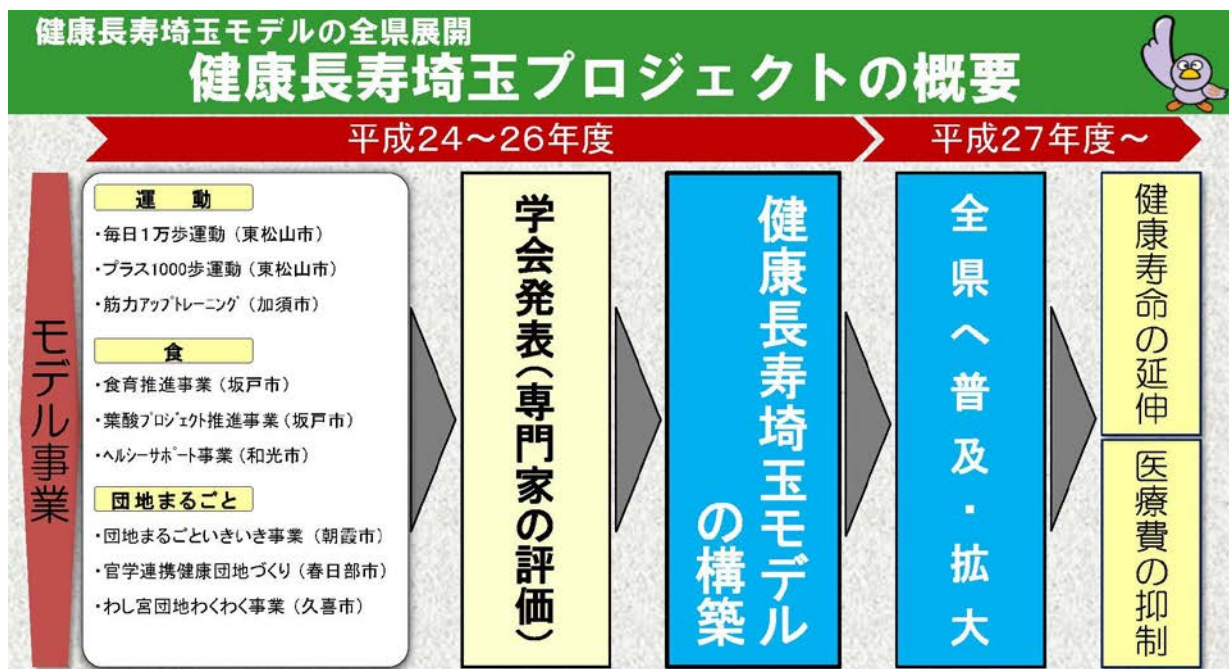 健康長寿埼玉モデルの全県展開
健康長寿埼玉プロジェクトの概要
平成24～26年度
平成27年度～
モデル事業
運　動
・毎日1万歩運動（東松山市）
・プラス1000歩運動（東松山市）
・筋力アップトレーニング（加須市）
食
・食育推進事業（坂戸市）
・葉酸プロジェクト推進事業（坂戸市）
・ヘルシーサポート事業（和光市）
団地まるごと
・団地まるごといきいき事業（朝霞市）
・官学連携健康団地づくり（春日部市）
・わし宮団地わくわく事業（久喜市）
学会発表（専門家の評価）
健康長寿埼玉モデル
の構築
全県へ普及・拡大
健康寿命の延伸
医療費の抑制